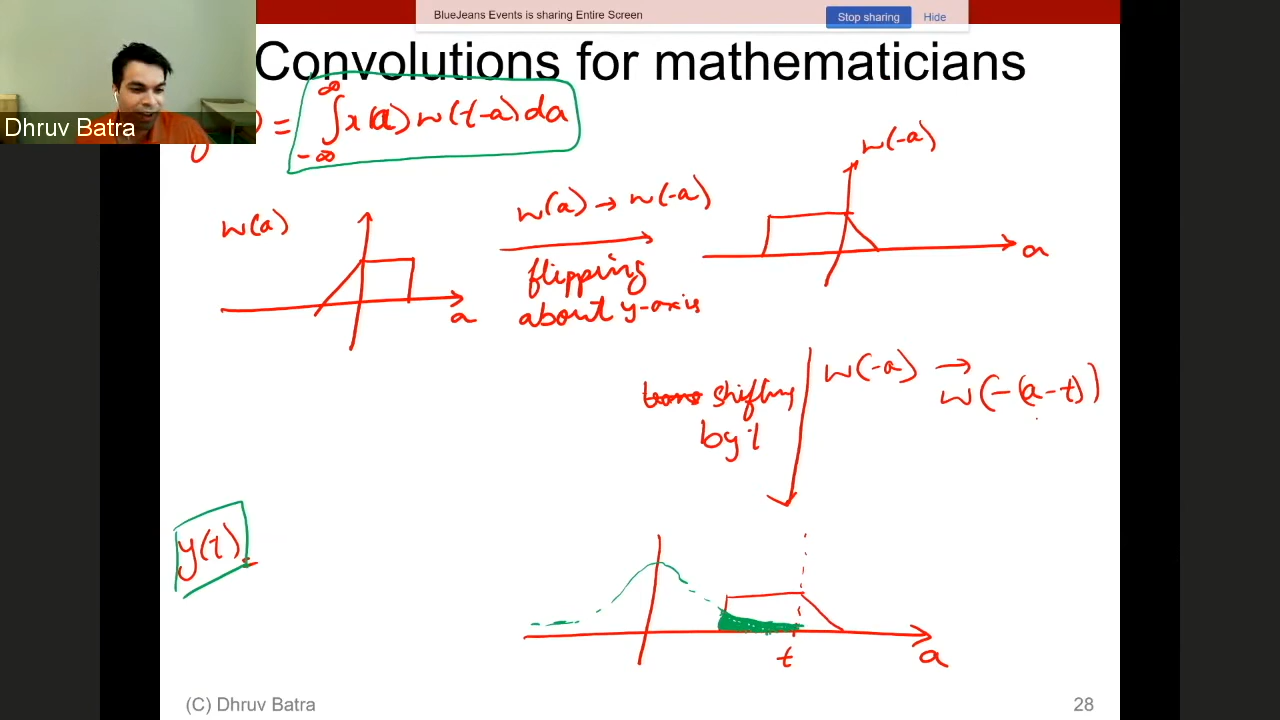 BlueJeans Events is sharing Entire Screen
Stop sharing
Hide
Convolutions for mathematicians
Dhruv Batra
= ∫ x(a) w(t-a) da
∞
-∞
w(-a)
w(a)
w(a) → w(-a)
flipping
about y-axis
a
a
w(-a) →
w(-(a-t))
shifting
by t
y(t)
t
a
(C) Dhruv Batra
28